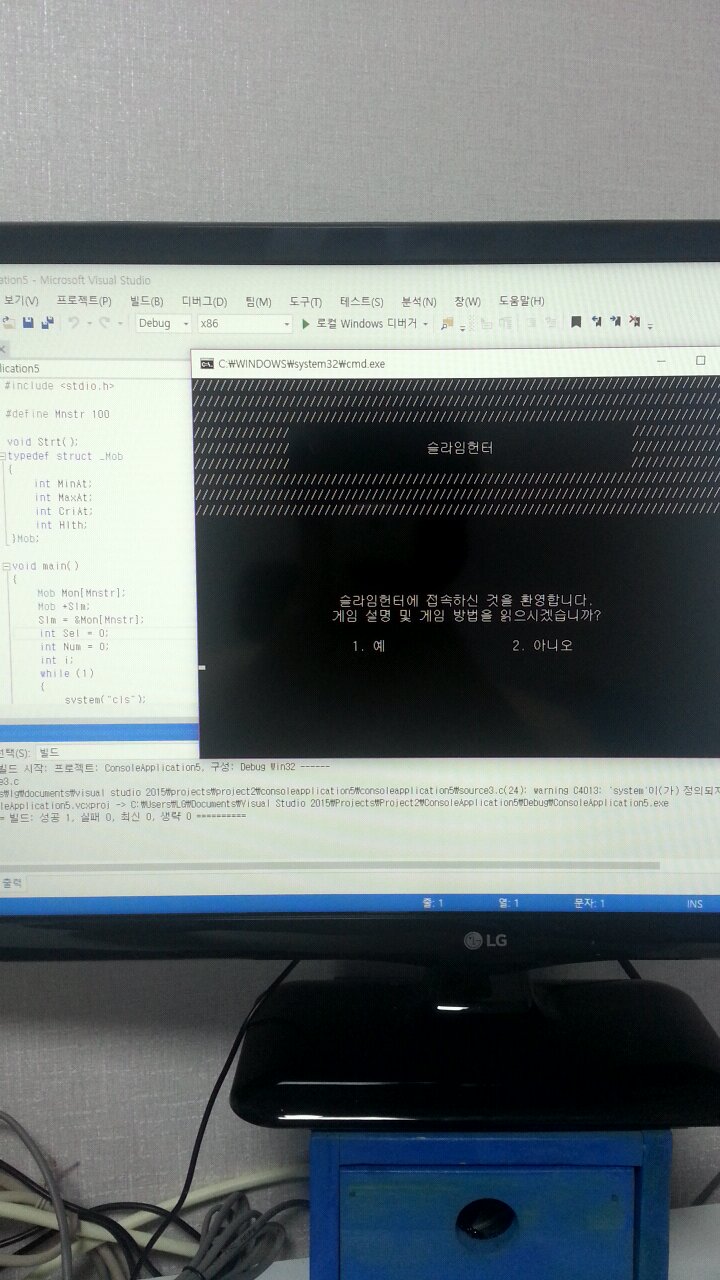 ation5 - Microsoft Visual Studio
보기(V) 프로젝트(P) 빌드(B) 디버그(D) 팀(M) 도구(T) 테스트(S) 분석(N) 창(W) 도움말(H)
Debug x86 로컬 Windows 디버거
lication5
#include <stdio.h>
#define Mnstr 100
void Strt();
typedef struct _Mob
{
int MinAt;
int MaxAt;
int CriAt;
int Hlth;
}Mob;
void main()
{
Mob Mon[Mnstr];
Mob *Slm;
Slm = &Mon[Mnstr];
int Sel = 0;
int Num = 0;
int i;
while (1)
{
system("cls");
C:₩WINDOWS₩system32₩cmd.exe
슬라임헌터
슬라임헌터에 접속하신 것을 환영합니다.
게임 설명 및 게임 방법을 읽으시겠습니까?
1. 예 2. 아니오
선택(S): 빌드
빌드 시작: 프로젝트: ConsoleApplication5, 구성: Debug Win32 ------
e3.c
s₩lg₩documents₩visual studio 2015₩projects₩project2₩consoleapplication5₩consoleapplication5₩source3.c(24): warning C4013: 'system'이(가) 정의되지
leApplication5.vcxproj -> C:₩Users₩LG₩Documents₩Visual Studio 2015₩Projects₩Project2₩ConsoleApplication5₩Debug₩ConsoleApplication5.exe
= 빌드: 성공 1, 실패 0, 최신 0, 생략 0 ==========
출력
줄: 1 열: 1 문자: 1 INS
LG